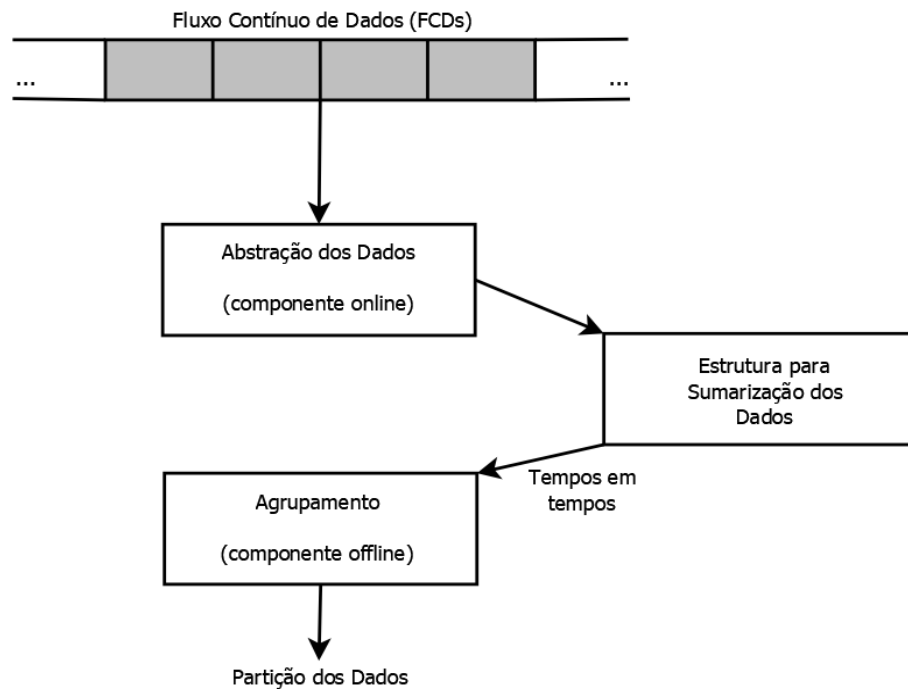 Fluxo Contínuo de Dados (FCDs)
... ...
Abstração dos Dados
(componente online)
Estrutura para
Sumarização dos
Dados
Tempos em
tempos
Agrupamento
(componente offline)
Partição dos Dados